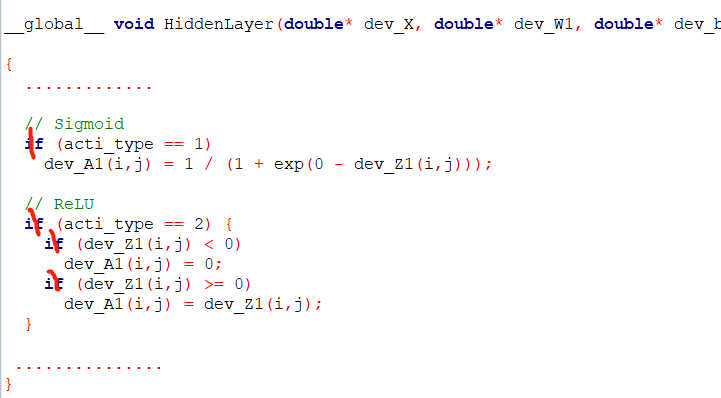 __global__ void HiddenLayer(double* dev_X, double* dev_W1, double* dev_b
{
.............
// Sigmoid
if (acti_type == 1)
dev_A1(i,j) = 1 / (1 + exp(0 - dev_Z1(i,j)));
// ReLU
if (acti_type == 2) {
if (dev_Z1(i,j) < 0)
dev_A1(i,j) = 0;
if (dev_Z1(i,j) >= 0)
dev_A1(i,j) = dev_Z1(i,j);
}
...............
}